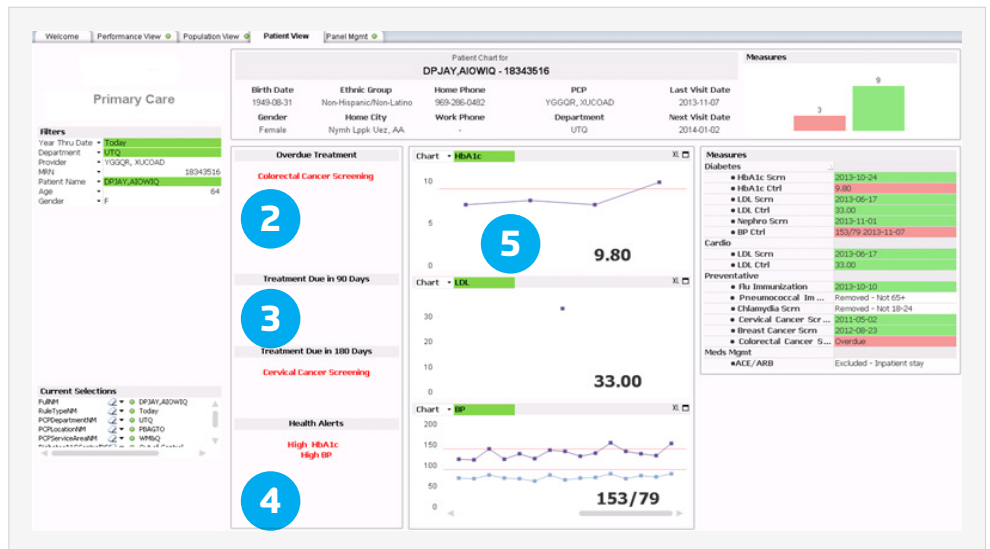 Welcome Performance View Population View Patient View Panel Mgmt
Primary Care
Patient Chart for
DPJAY,AIOWIQ - 18343516
Birth Date Ethnic Group Home Phone PCP Last Visit Date
1949-08-31 Non-Hispanic/Non-Latino 969-286-0482 YGGQR, XUCOAD 2013-11-07
Gender Home City Work Phone Department Next Visit Date
Female Nymh Lppk Uez, AA - UTQ 2014-01-02
Measures
3
9
Filters
Year Thru Date Today
Department UTQ
Provider YGGQR, XUCOAD
MRN 18343516
Patient Name DPJAY,AIOWIQ
Age 64
Gender F
Current Selections
FullNM DPJAY,AIOWIQ
RuleTypeNM Today
PCPDepartmentNM UTQ
PCPLocationNM PBAGTO
PCPServiceAreaNM
Overdue Treatment
Colorectal Cancer Screening
2
Treatment Due in 90 Days
3
Treatment Due in 180 Days
Cervical Cancer Screening
Health Alerts
High HbA1c
High BP
4
Chart HbA1c XL
10
5
0
5
9.80
Chart LDL XL
30
20
10
0
33.00
Chart BP XL
200
150
100
50
0
153/79
Measures
Diabetes
HbA1c Scrn 2013-10-24
HbA1c Ctrl 9.80
LDL Scrn 2013-06-17
LDL Ctrl 33.00
Nephro Scrn 2013-11-01
BP Ctrl 153/79 2013-11-07
Cardio
LDL Scrn 2013-06-17
LDL Ctrl 33.00
Preventative
Flu Immunization 2013-10-10
Pneumococcal Im ... Removed - Not 65+
Chlamydia Scrn Removed - Not 18-24
Cervical Cancer Scr ... 2011-05-02
Breast Cancer Scrn 2012-08-23
Colorectal Cancer S... Overdue
Meds Mgmt
ACE/ARB Excluded - Inpatient stay